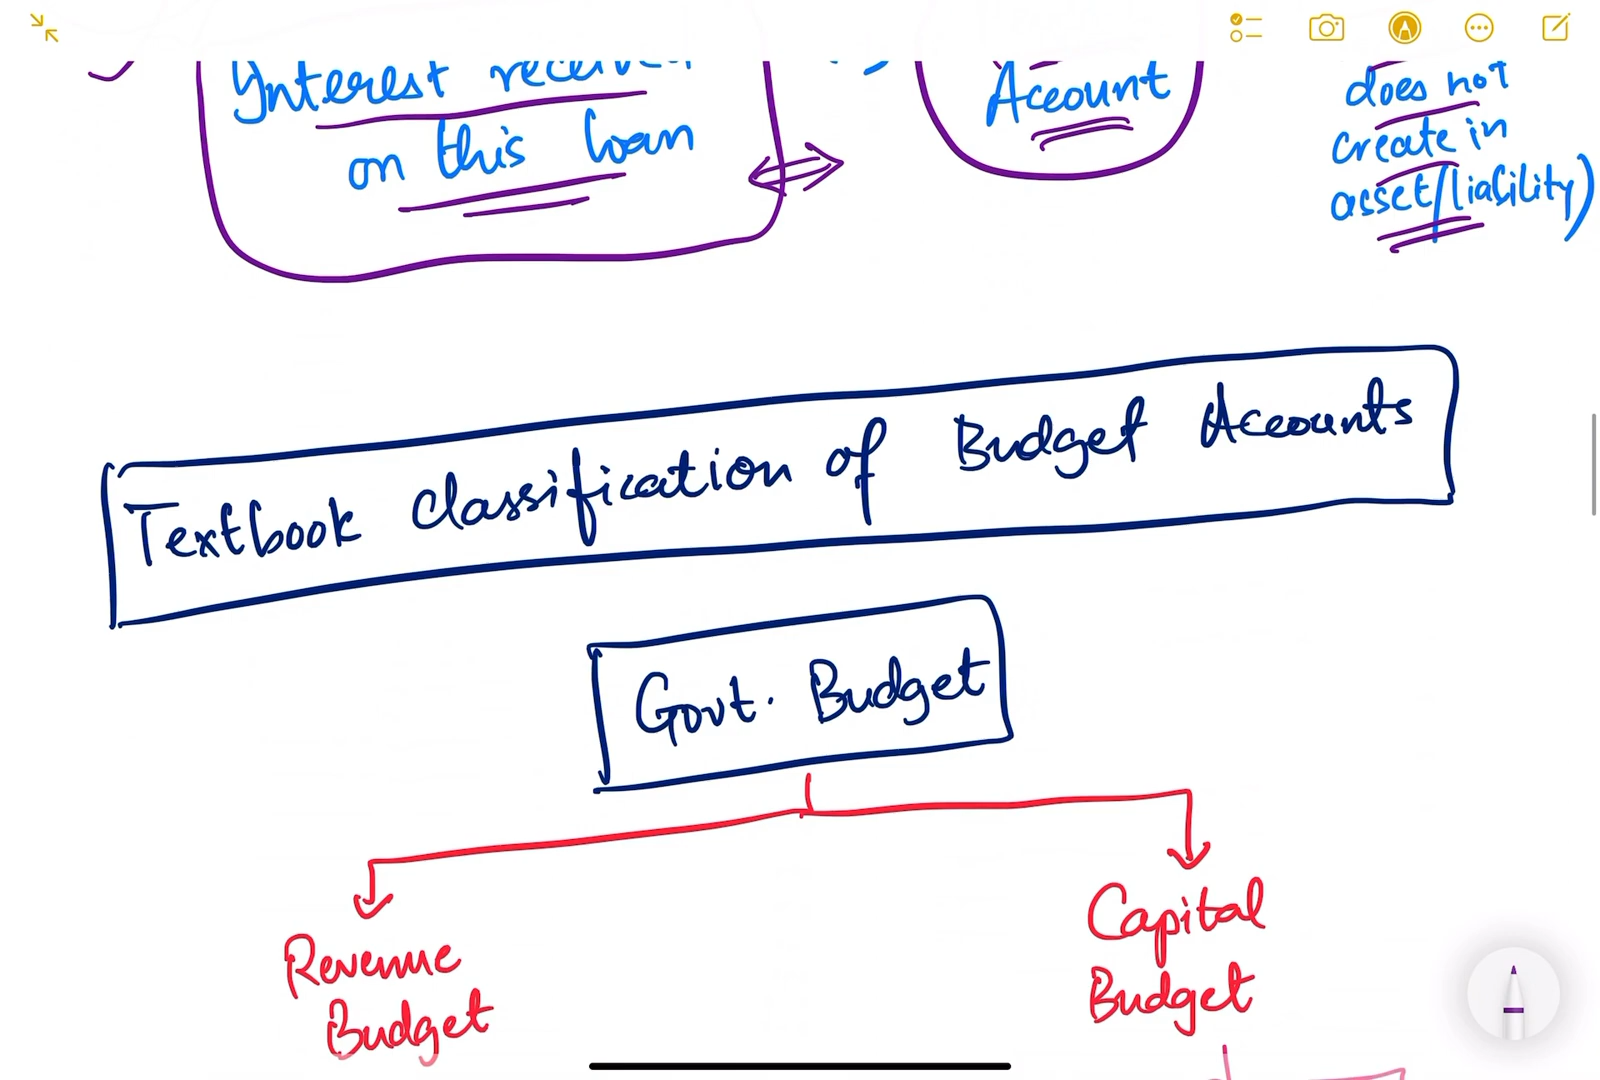 Interest received
on this loan
Account
does not
create in
asset/liability)
Textbook classification of Budget Accounts
Govt. Budget
Revenue
Budget
Capital
Budget